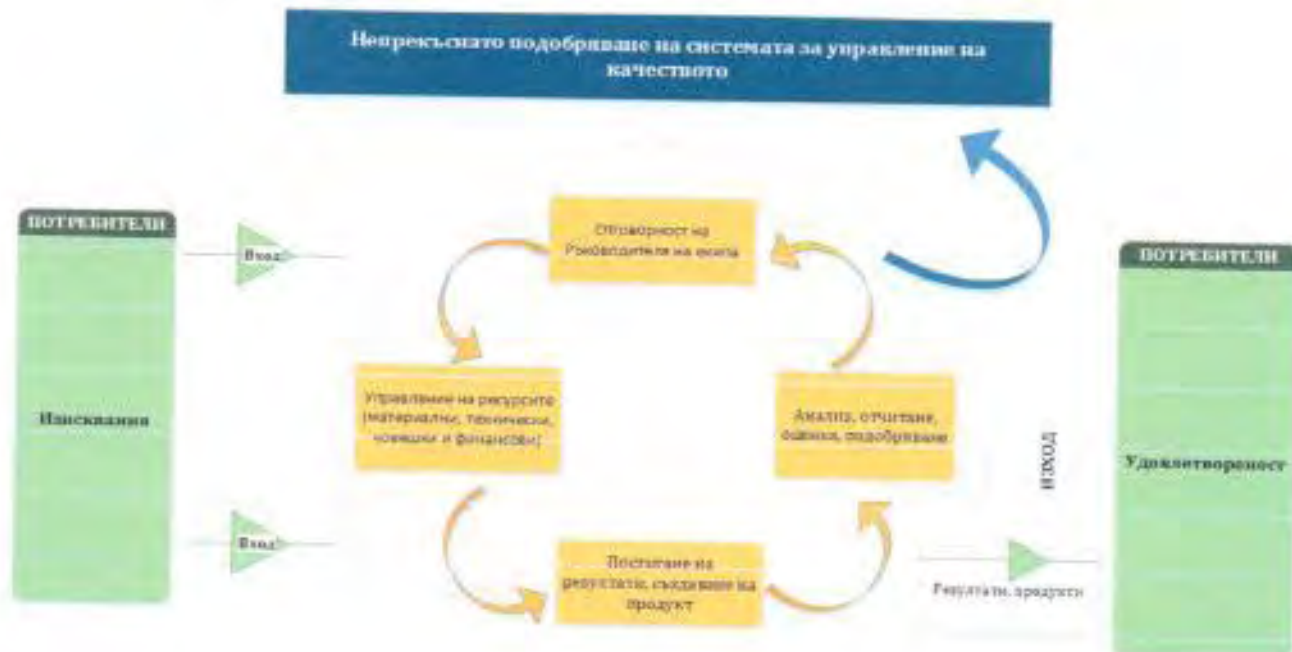 Непрекъснато подобряване на системата за управление на
качеството
ПОТРЕБИТЕЛИ
Изисквания
Вход
Вход
Отговорност на
Ръководителя на екипа
Управление на ресурсите
(материални, технически,
човешки и финансови)
Анализ, отчитане,
оценка, подобряване
Постигане на
резултати, създаване на
продукт
ИЗХОД
Резултати, продукти
ПОТРЕБИТЕЛИ
Удовлетвореност